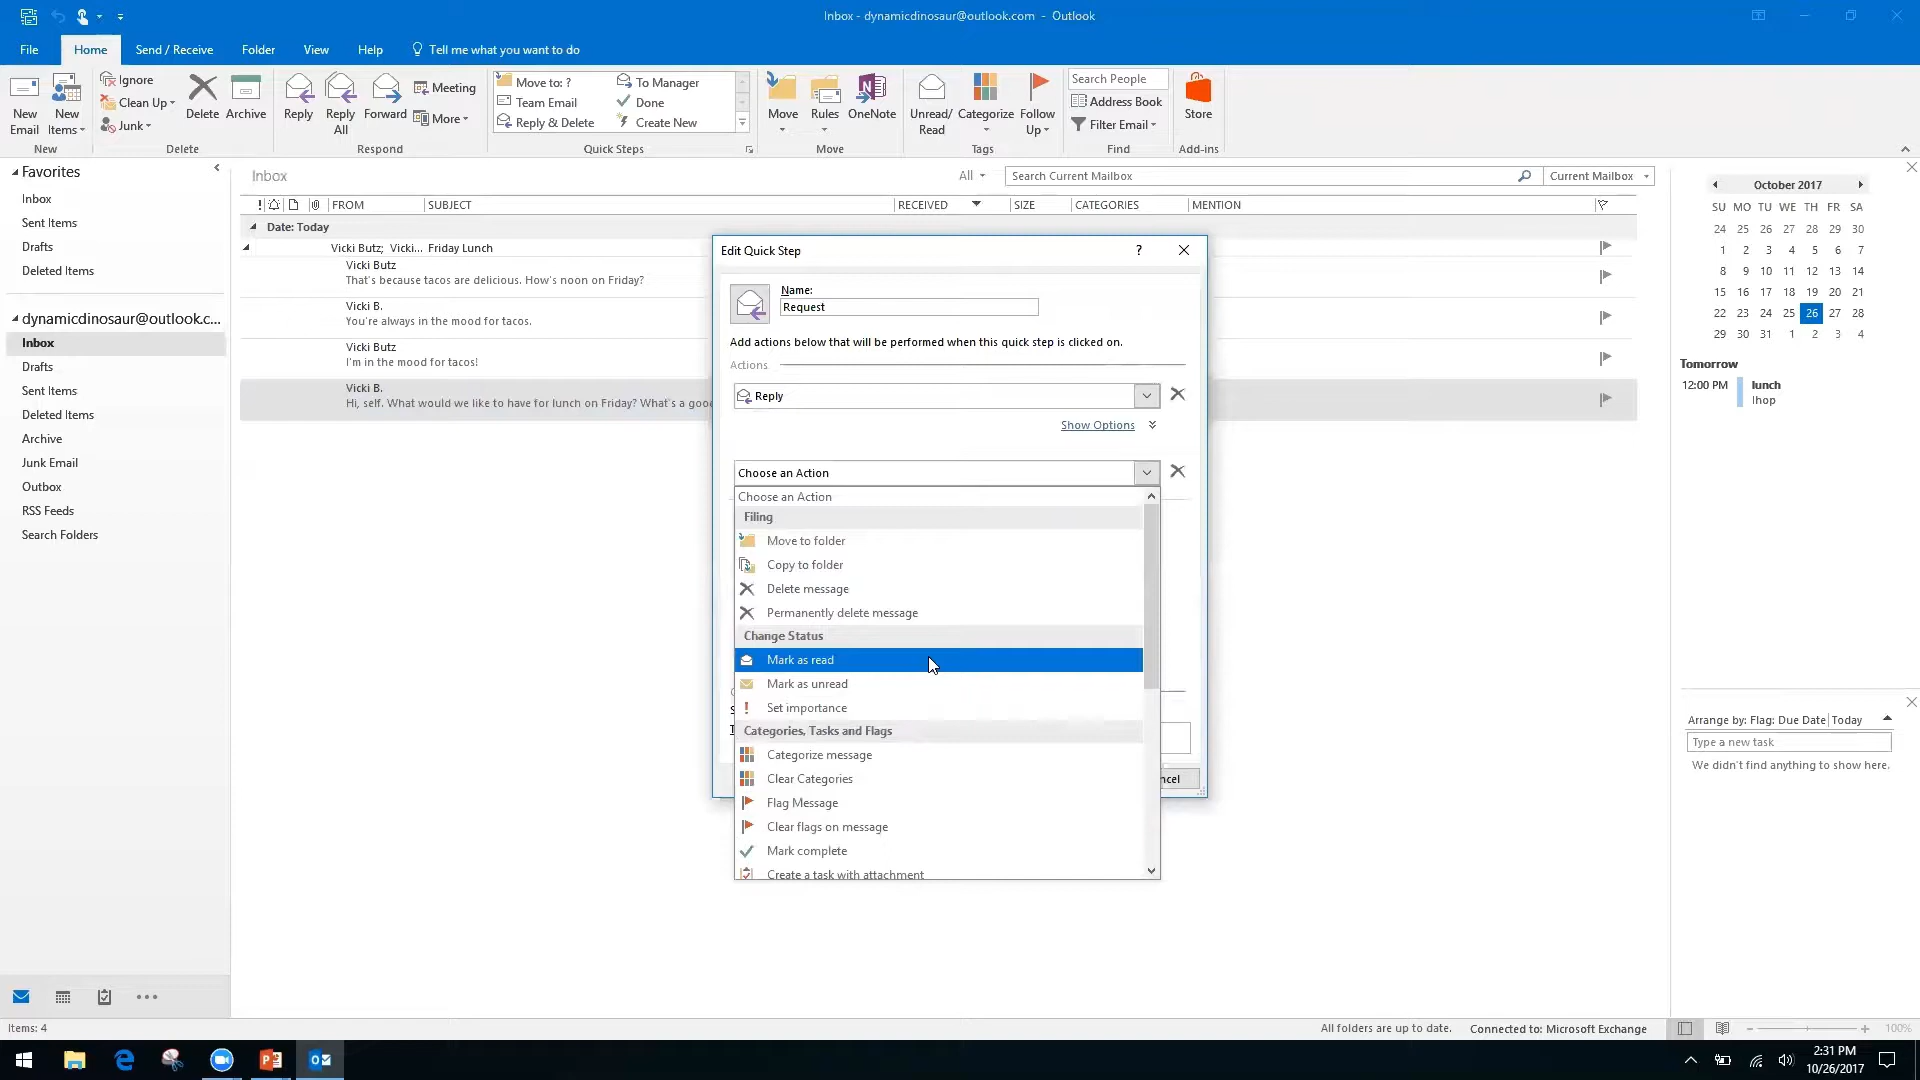 Inbox - dynamicdinosaur@outlook.com - Outlook
File Home Send / Receive Folder View Help Tell me what you want to do
New Email
New Items
Ignore
Clean Up
Junk
Delete
Archive
Reply
Reply All
Forward
Meeting
More
Move to: ?
Team Email
Reply & Delete
To Manager
Done
Create New
Move
Rules
OneNote
Unread/ Read
Categorize
Follow Up
Search People
Address Book
Filter Email
Store
New Delete Respond Quick Steps Move Tags Find Add-ins
Favorites
Inbox
Sent Items
Drafts
Deleted Items
dynamicdinosaur@outlook.c...
Inbox
Drafts
Sent Items
Deleted Items
Archive
Junk Email
Outbox
RSS Feeds
Search Folders
Inbox All Search Current Mailbox Current Mailbox
! FROM SUBJECT RECEIVED SIZE CATEGORIES MENTION
Date: Today
Vicki Butz; Vicki... Friday Lunch
Vicki Butz
That's because tacos are delicious. How's noon on Friday?
Vicki B.
You're always in the mood for tacos.
Vicki Butz
I'm in the mood for tacos!
Vicki B.
Hi, self. What would we like to have for lunch on Friday? What's a
Edit Quick Step ?
Name:
Request
Add actions below that will be performed when this quick step is clicked on.
Actions
Reply
Show Options
Choose an Action
Choose an Action
Filing
Move to folder
Copy to folder
Delete message
Permanently delete message
Change Status
Mark as read
Mark as unread
! Set importance
Categories, Tasks and Flags
Categorize message
Clear Categories
Flag Message
Clear flags on message
Mark complete
Create a task with attachment
ncel
October 2017
SU MO TU WE TH FR SA
24 25 26 27 28 29 30
1 2 3 4 5 6 7
8 9 10 11 12 13 14
15 16 17 18 19 20 21
22 23 24 25 26 27 28
29 30 31 1 2 3 4
Tomorrow
12:00 PM lunch
Ihop
Arrange by: Flag: Due Date Today
Type a new task
We didn't find anything to show here.
Items: 4
All folders are up to date. Connected to: Microsoft Exchange 100%
2:31 PM
10/26/2017